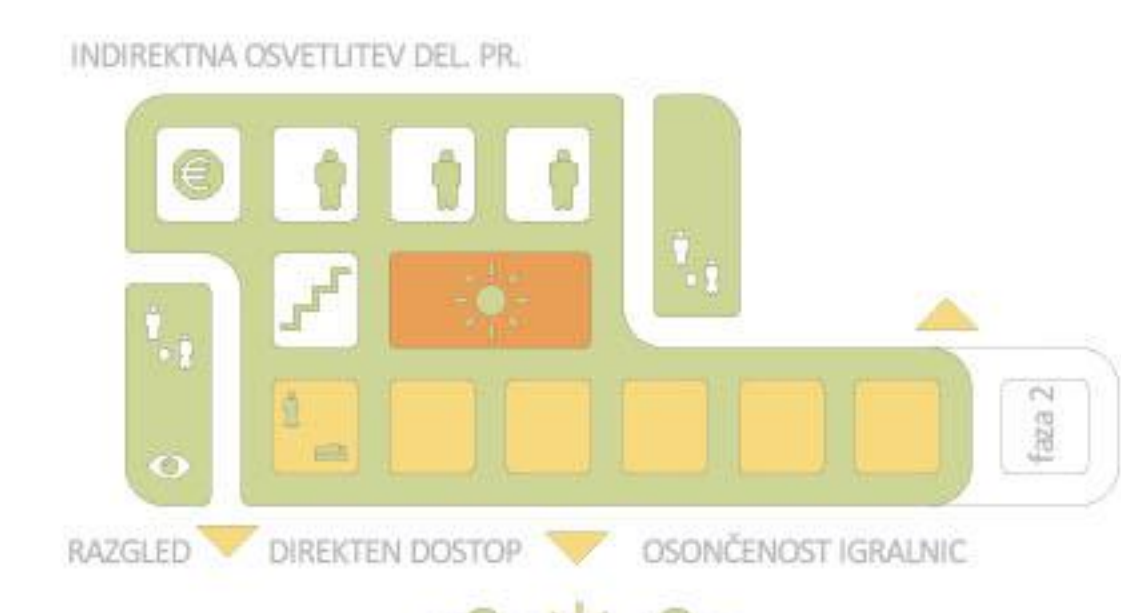 INDIREKTNA OSVETLITEV DEL. PR.
€
faza 2
RAZGLED DIREKTEN DOSTOP OSONČENOST IGRALNIC